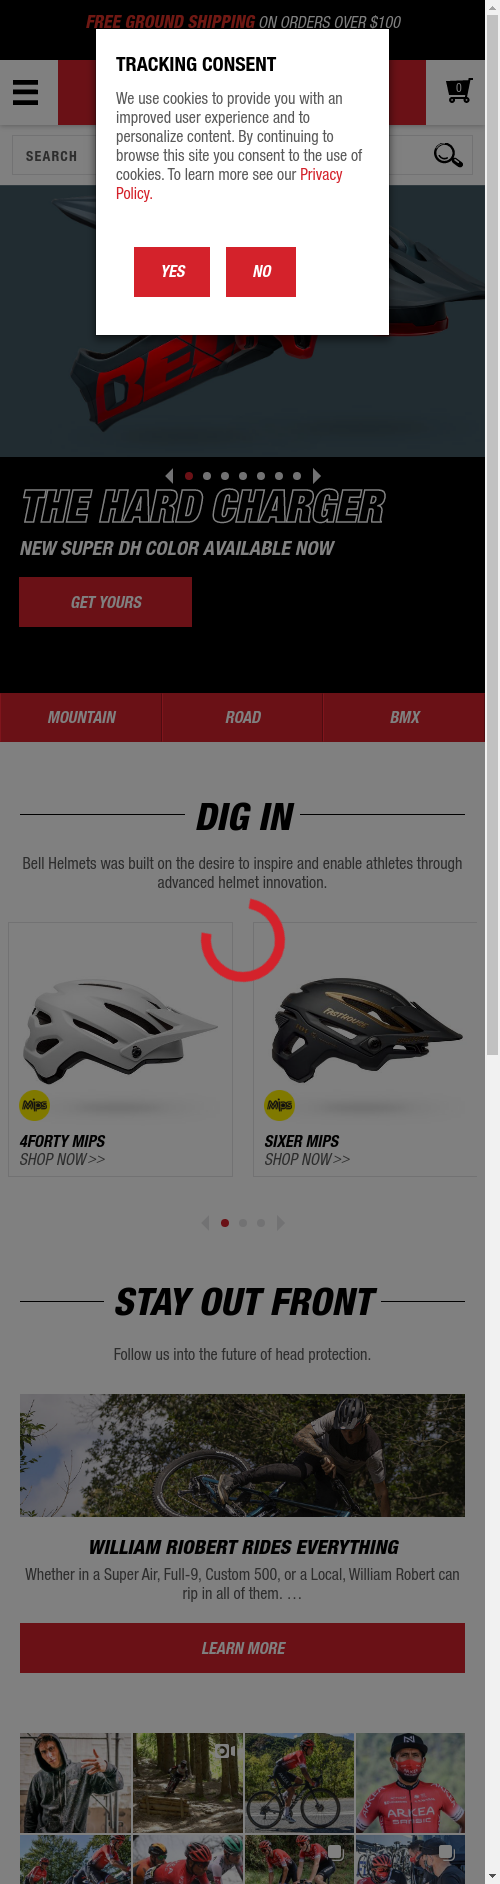 FREE GROUND SHIPPING ON ORDERS OVER $100
TRACKING CONSENT
We use cookies to provide you with an
improved user experience and to
personalize content. By continuing to
browse this site you consent to the use of
cookies. To learn more see our Privacy
Policy.
YES NO
0
SEARCH
BELL
THE HARD CHARGER
NEW SUPER DH COLOR AVAILABLE NOW
GET YOURS
MOUNTAIN ROAD BMX
DIG IN
Bell Helmets was built on the desire to inspire and enable athletes through
advanced helmet innovation.
FASTHOUSE
Mips Mips
4FORTY MIPS SIXER MIPS
SHOP NOW>> SHOP NOW>>
STAY OUT FRONT
Follow us into the future of head protection.
WILLIAM RIOBERT RIDES EVERYTHING
Whether in a Super Air, Full-9, Custom 500, or a Local, William Robert can
rip in all of them. …
LEARN MORE
ARKEA
SAMSIC